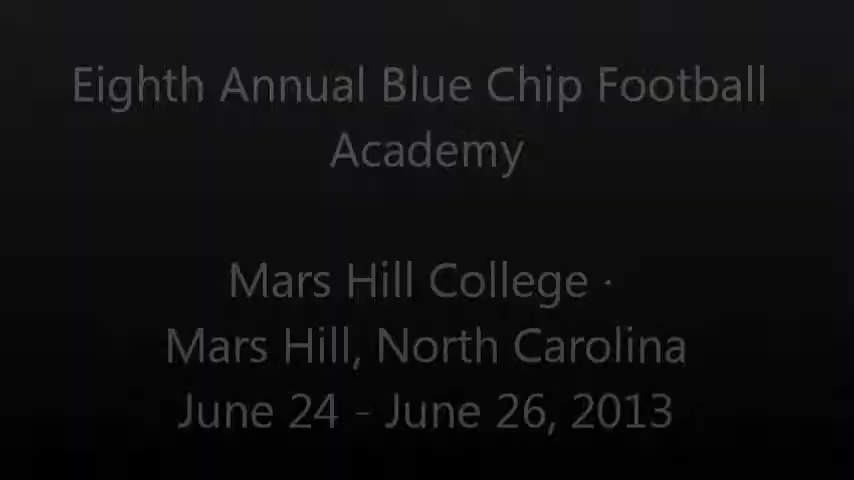 Eighth Annual Blue Chip Football
Academy
Mars Hill College ·
Mars Hill, North Carolina
June 24 - June 26, 2013